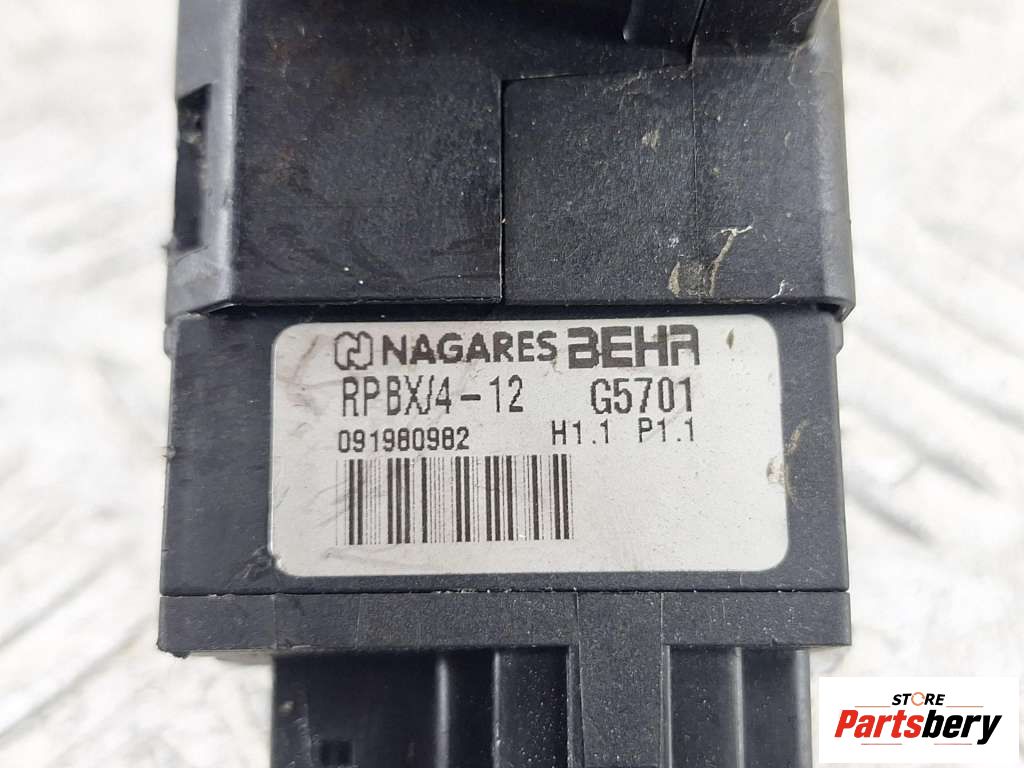 NAGARES BEHR
RPBX/4-12 G5701
091980982 H1.1 P1.1
STORE
Partsbery